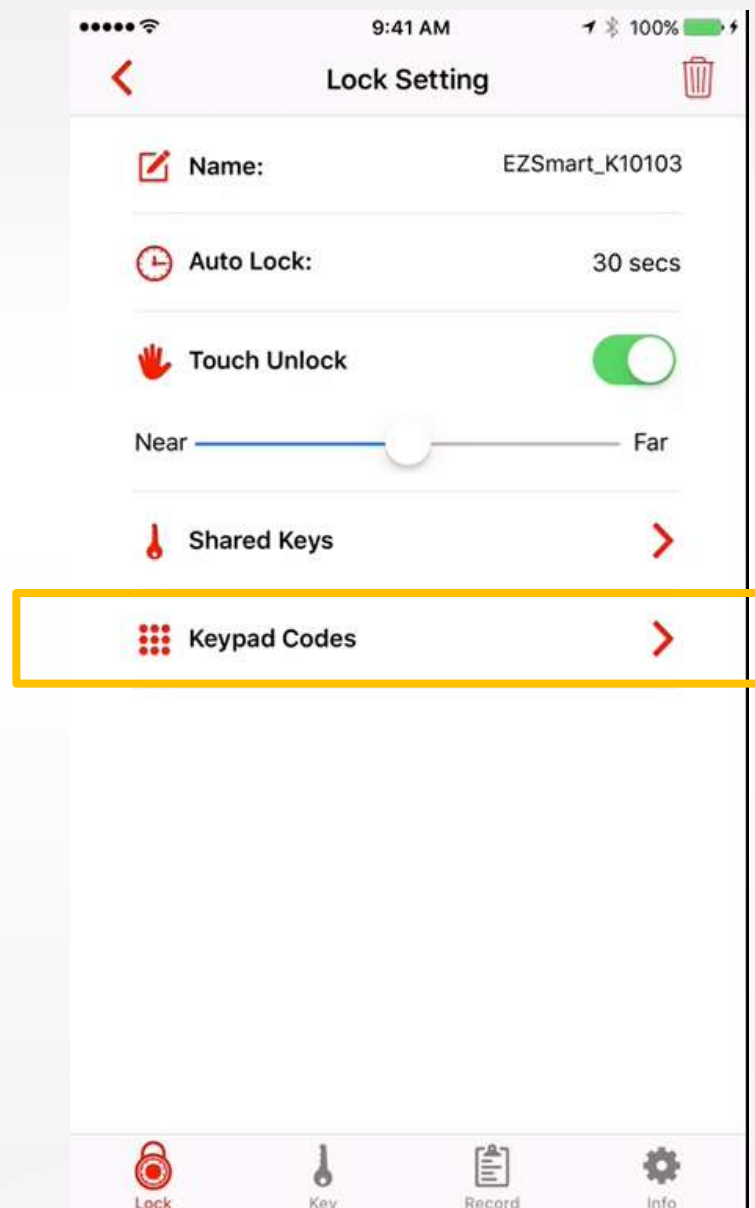 9:41 AM 100%
Lock Setting
Name: EZSmart_K10103
Auto Lock: 30 secs
Touch Unlock
Near Far
Shared Keys
Keypad Codes
Lock Key Record Info